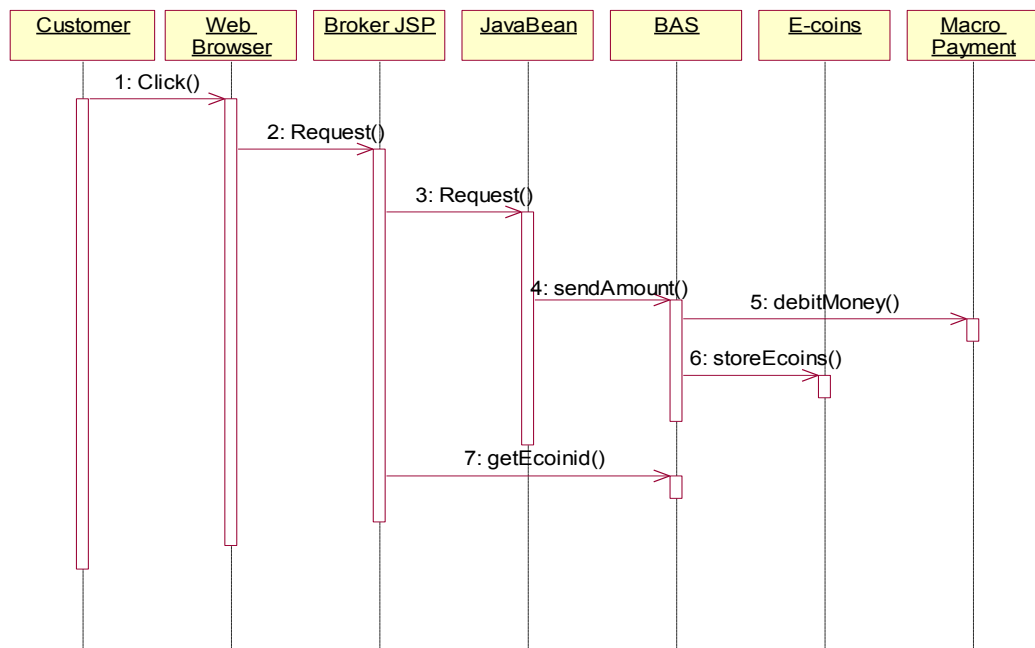 Customer
Web
Browser
Broker JSP
JavaBean
BAS
E-coins
Macro
Payment
1: Click()
2: Request()
3: Request()
4: sendAmount()
5: debitMoney()
6: storeEcoins()
7: getEcoinid()